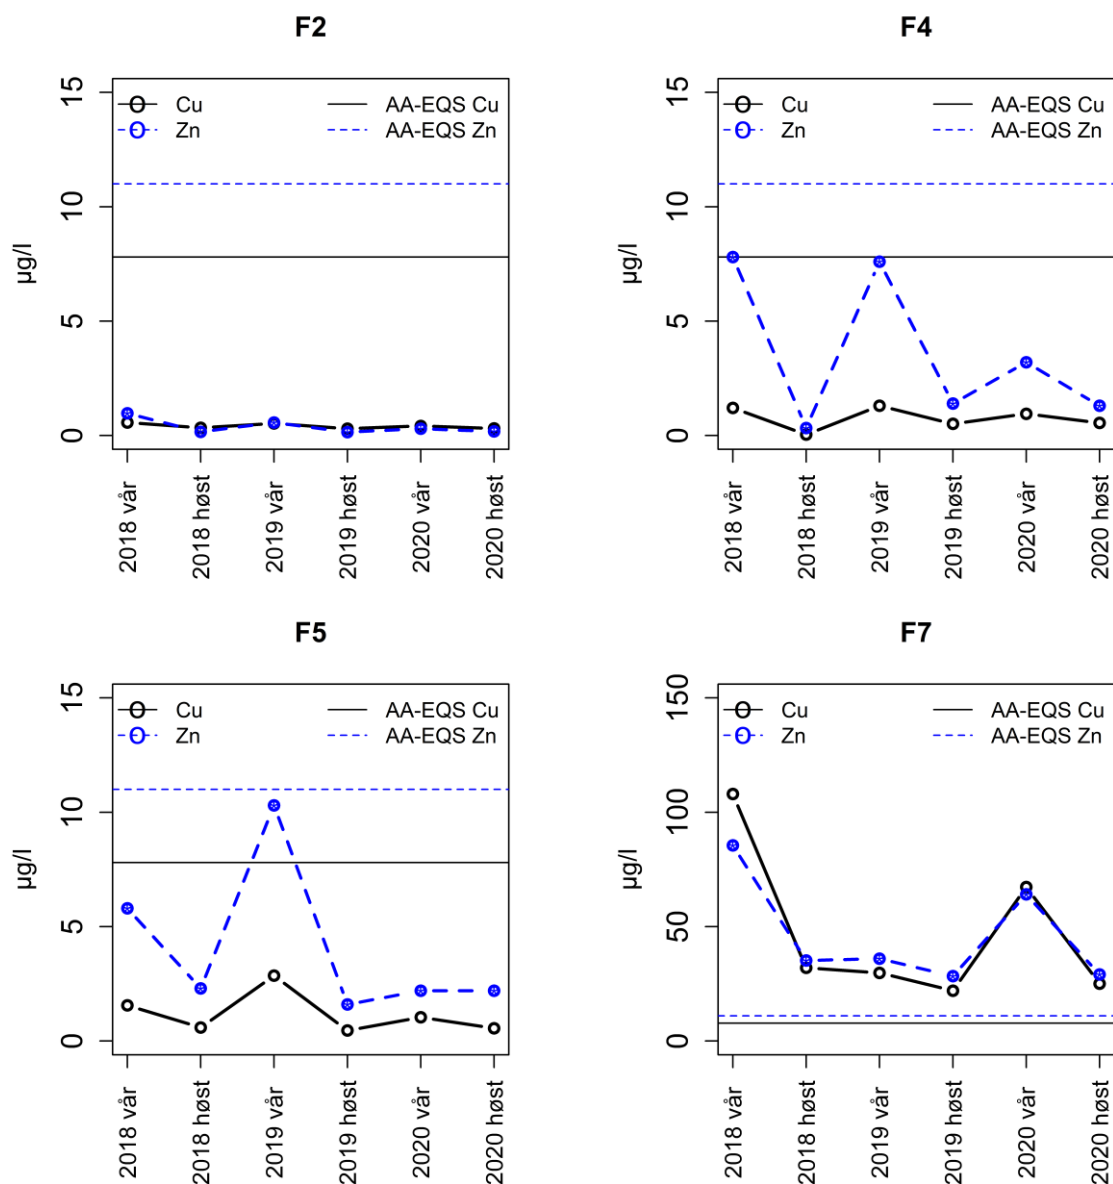 F2
15
10
5
0
µg/l
Cu AA-EQS Cu
Zn AA-EQS Zn
2018 vår
2018 høst
2019 vår
2019 høst
2020 vår
2020 høst
F4
15
10
5
0
µg/l
Cu AA-EQS Cu
Zn AA-EQS Zn
2018 vår
2018 høst
2019 vår
2019 høst
2020 vår
2020 høst
F5
15
10
5
0
µg/l
Cu AA-EQS Cu
Zn AA-EQS Zn
2018 vår
2018 høst
2019 vår
2019 høst
2020 vår
2020 høst
F7
150
100
50
0
µg/l
Cu AA-EQS Cu
Zn AA-EQS Zn
2018 vår
2018 høst
2019 vår
2019 høst
2020 vår
2020 høst